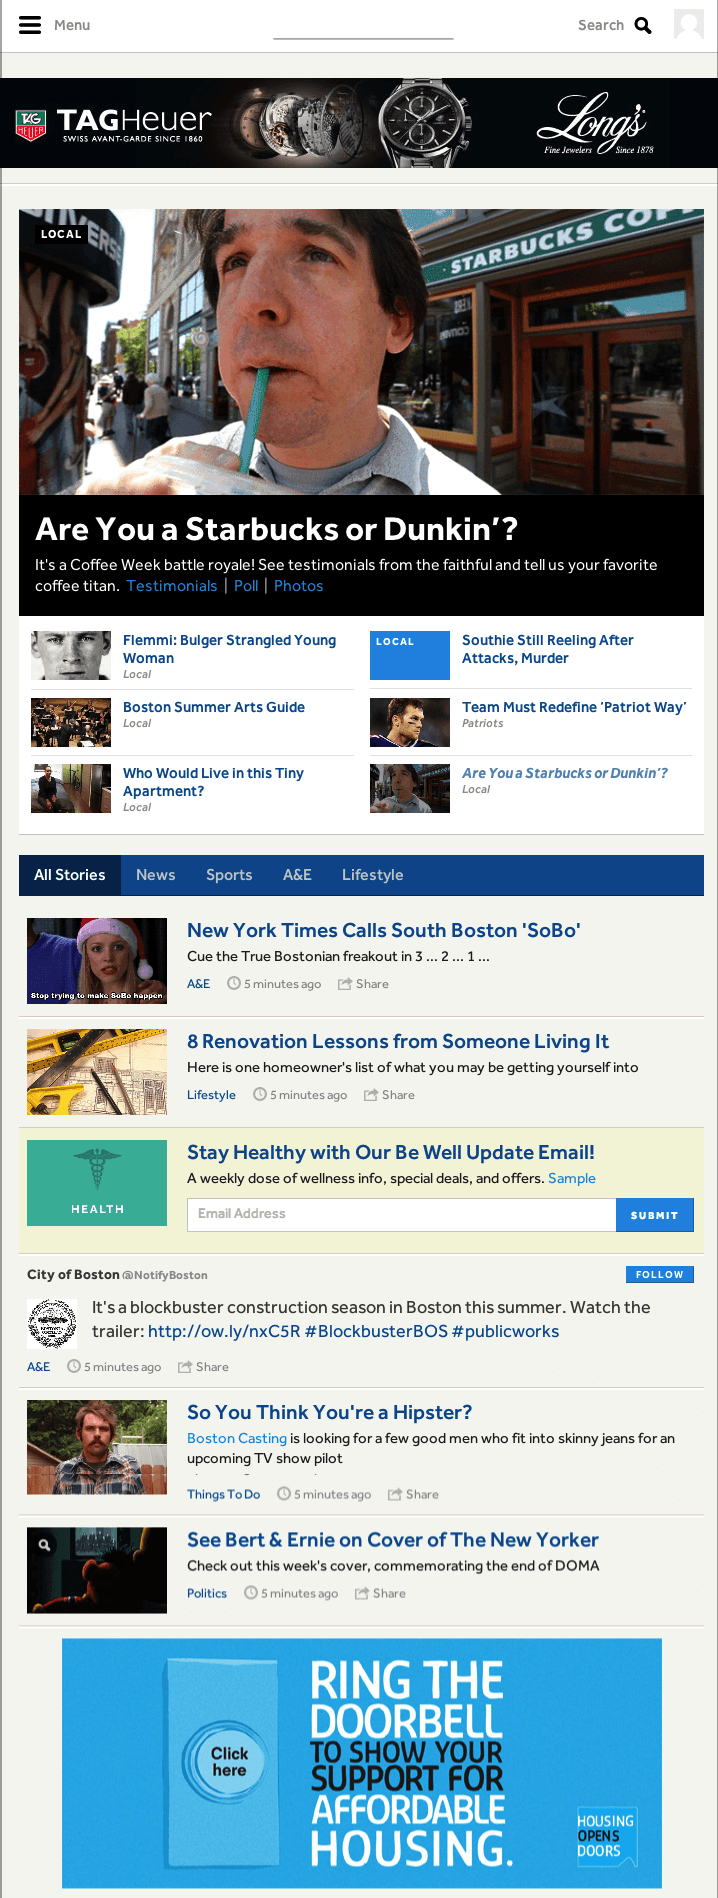 Menu
Search
TAG
HEUER
TAGHeuer
SWISS AVANT-GARDE SINCE 1860
Long's
Fine Jewelers Since 1878
LOCAL
STARBUCKS COFF
Are You a Starbucks or Dunkin'?
It's a Coffee Week battle royale! See testimonials from the faithful and tell us your favorite
coffee titan. Testimonials | Poll | Photos
Flemmi: Bulger Strangled Young
Woman
Local
LOCAL
Southie Still Reeling After
Attacks, Murder
Boston Summer Arts Guide
Local
Team Must Redefine 'Patriot Way'
Patriots
Who Would Live in this Tiny
Apartment?
Local
Are You a Starbucks or Dunkin'?
Local
All Stories News Sports A&E Lifestyle
Stop trying to make SoBo happen
New York Times Calls South Boston 'SoBo'
Cue the True Bostonian freakout in 3 ... 2 ... 1 ...
A&E 5 minutes ago Share
8 Renovation Lessons from Someone Living It
Here is one homeowner's list of what you may be getting yourself into
Lifestyle 5 minutes ago Share
HEALTH
Stay Healthy with Our Be Well Update Email!
A weekly dose of wellness info, special deals, and offers. Sample
Email Address
SUBMIT
City of Boston @NotifyBoston
FOLLOW
It's a blockbuster construction season in Boston this summer. Watch the
trailer: http://ow.ly/nxC5R #BlockbusterBOS #publicworks
A&E 5 minutes ago Share
So You Think You're a Hipster?
Boston Casting is looking for a few good men who fit into skinny jeans for an
upcoming TV show pilot
Things To Do 5 minutes ago Share
See Bert & Ernie on Cover of The New Yorker
Check out this week's cover, commemorating the end of DOMA
Politics 5 minutes ago Share
Click
here
RING THE
DOORBELL
TO SHOW YOUR
SUPPORT FOR
AFFORDABLE
HOUSING.
HOUSING
OPENS
DOORS